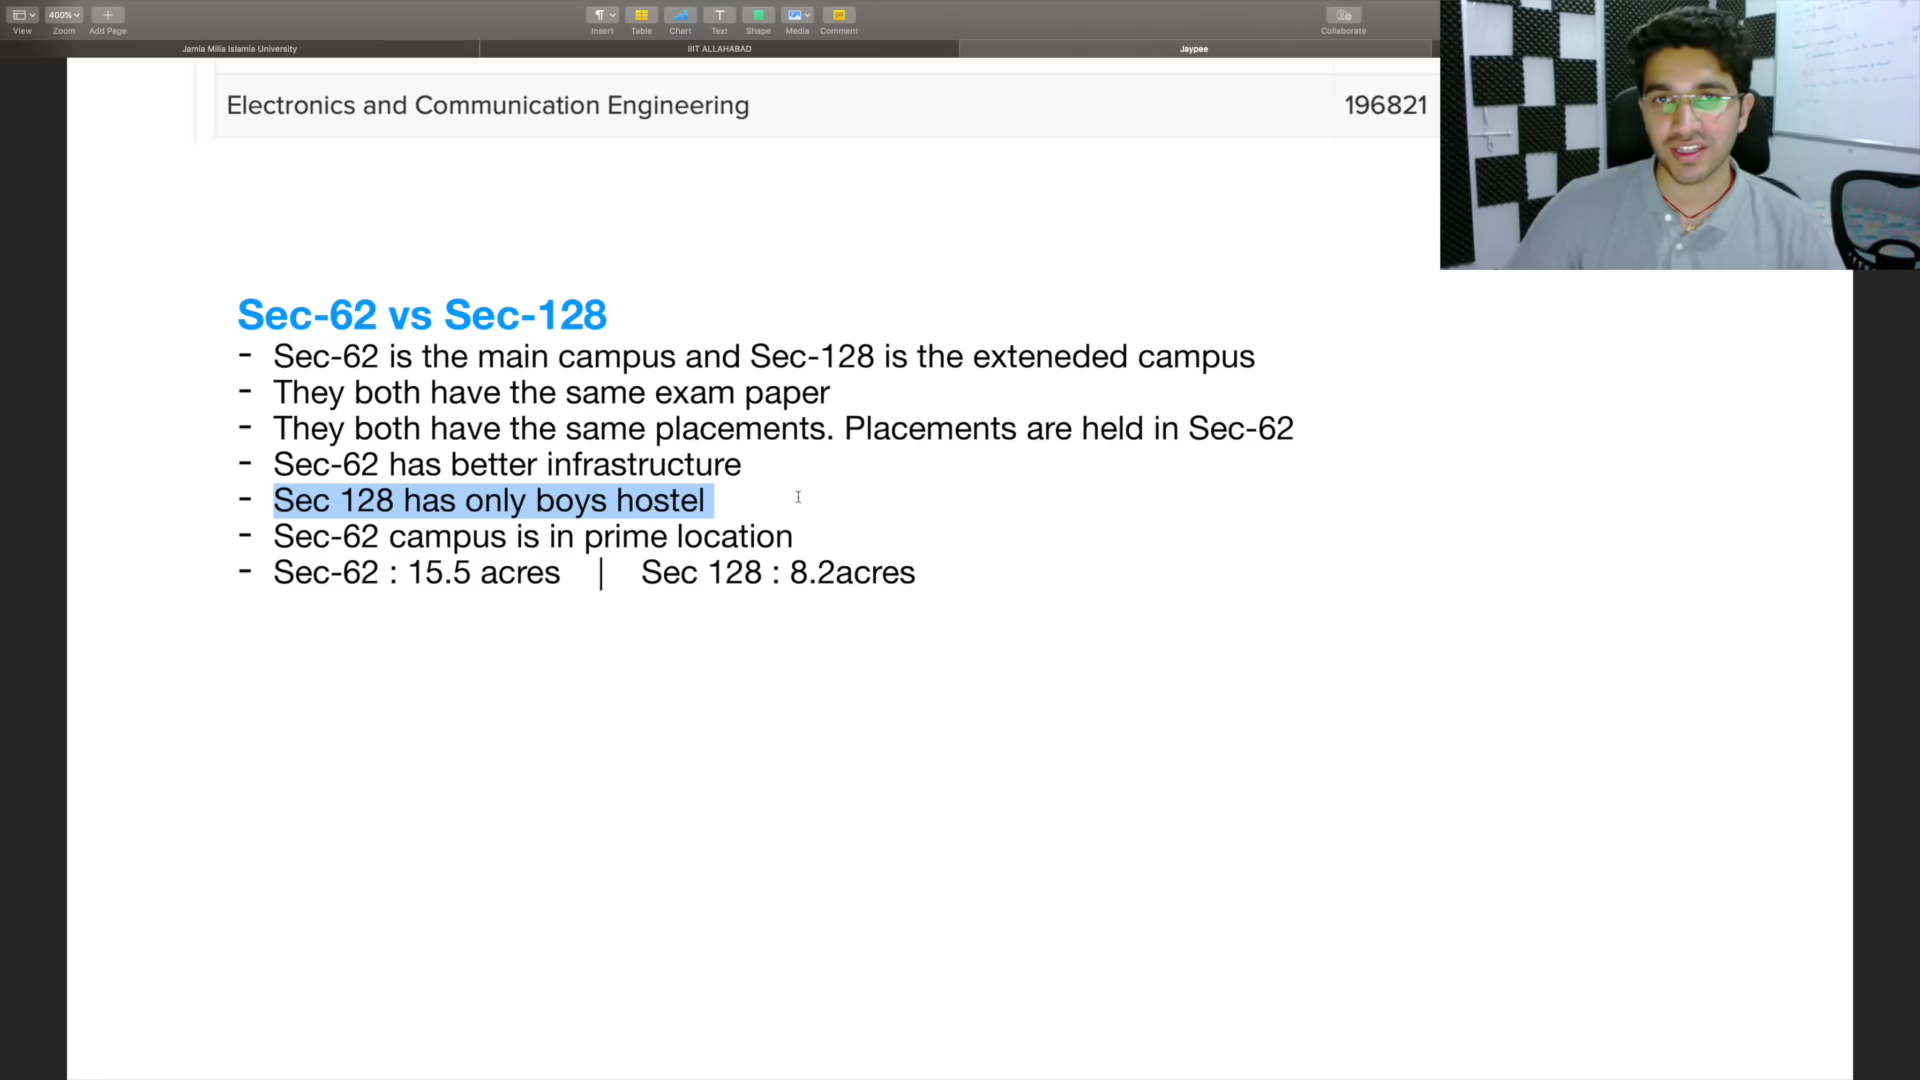 400%
View
Zoom
Add Page
Insert
Table
Chart
Text
Shape
Media
Comment
Collaborate
Jamia Milia Islamia University
IIIT ALLAHABAD
Jaypee
Electronics and Communication Engineering 196821
Sec-62 vs Sec-128
- Sec-62 is the main campus and Sec-128 is the exteneded campus
- They both have the same exam paper
- They both have the same placements. Placements are held in Sec-62
- Sec-62 has better infrastructure
- Sec 128 has only boys hostel
- Sec-62 campus is in prime location
- Sec-62 : 15.5 acres | Sec 128 : 8.2acres